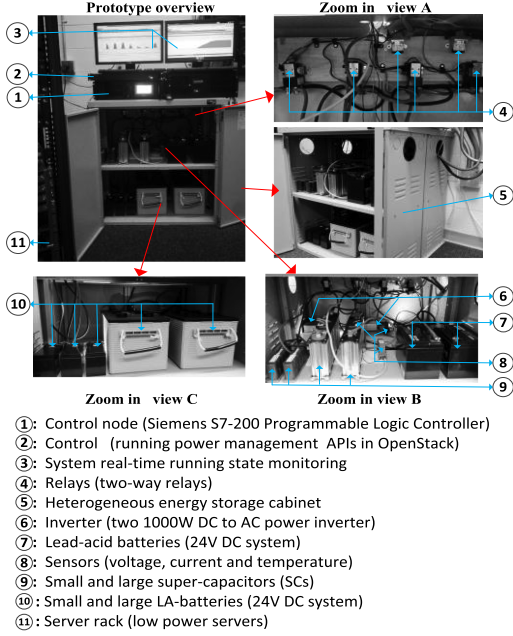 Prototype overview
Zoom in view A
3
2
1
4
5
11
10
6
7
8
9
Zoom in view C
Zoom in view B
1: Control node (Siemens S7-200 Programmable Logic Controller)
2: Control (running power management APIs in OpenStack)
3: System real-time running state monitoring
4: Relays (two-way relays)
5: Heterogeneous energy storage cabinet
6: Inverter (two 1000W DC to AC power inverter)
7: Lead-acid batteries (24V DC system)
8: Sensors (voltage, current and temperature)
9: Small and large super-capacitors (SCs)
10: Small and large LA-batteries (24V DC system)
11: Server rack (low power servers)